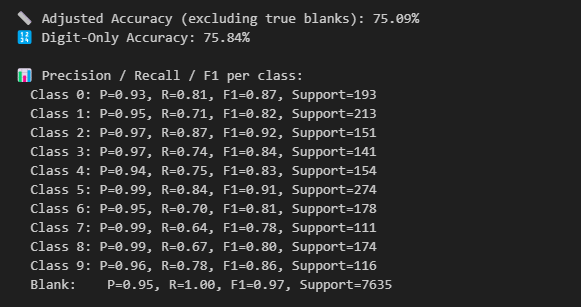 📏 Adjusted Accuracy (excluding true blanks): 75.09%
🔢 Digit-Only Accuracy: 75.84%
📊 Precision / Recall / F1 per class:
Class 0: P=0.93, R=0.81, F1=0.87, Support=193
Class 1: P=0.95, R=0.71, F1=0.82, Support=213
Class 2: P=0.97, R=0.87, F1=0.92, Support=151
Class 3: P=0.97, R=0.74, F1=0.84, Support=141
Class 4: P=0.94, R=0.75, F1=0.83, Support=154
Class 5: P=0.99, R=0.84, F1=0.91, Support=274
Class 6: P=0.95, R=0.70, F1=0.81, Support=178
Class 7: P=0.99, R=0.64, F1=0.78, Support=111
Class 8: P=0.99, R=0.67, F1=0.80, Support=174
Class 9: P=0.96, R=0.78, F1=0.86, Support=116
Blank: P=0.95, R=1.00, F1=0.97, Support=7635